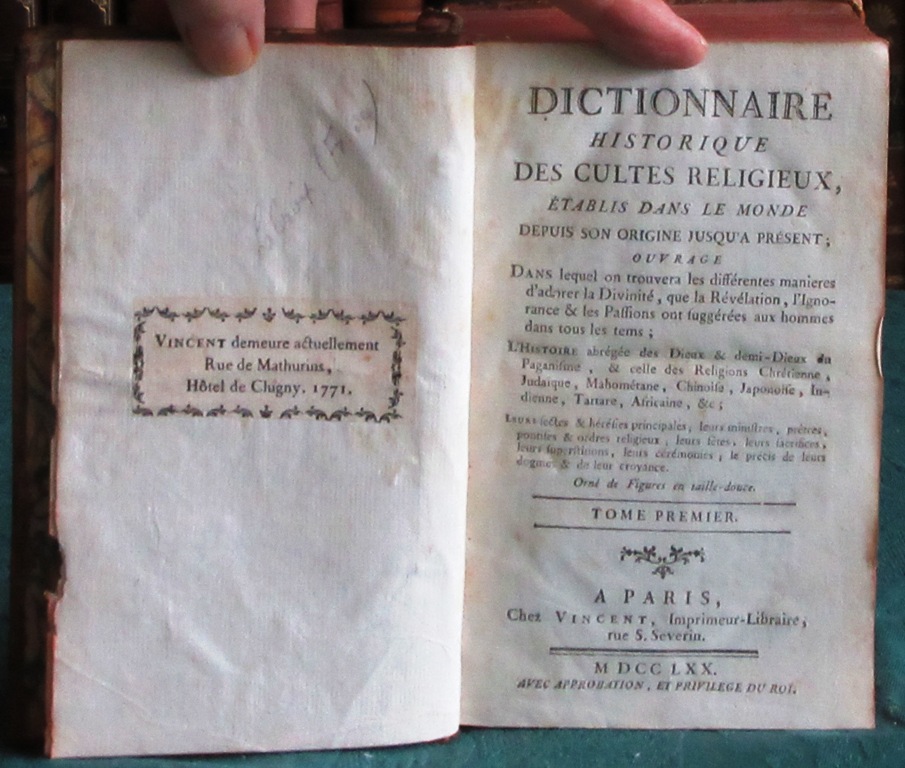 VINCENT demeure actuellement
Rue de Mathurins,
Hôtel de Clugny. 1771.
DICTIONNAIRE
HISTORIQUE
DES CULTES RELIGIEUX,
ÉTABLIS DANS LE MONDE
DEPUIS SON ORIGINE JUSQU'A PRÉSENT;
OUVRAGE
DANS lequel on trouvera les différentes manieres
d'adorer la Divinité, que la Révélation, l'Igno-
rance & les Paſſions ont ſuggérées aux hommes
dans tous les tems;
L'HISTOIRE abrégée des Dieux & demi-Dieux du
Paganiſme, & celle des Religions Chrétienne,
Judaïque, Mahométane, Chinoiſe, Japonoiſe, In-
dienne, Tartare, Africaine, &c;
LEURS ſectes & héréſies principales; leurs miniſtres, prêtres,
pontifes & ordres religieux; leurs fêtes, leurs ſacrifices,
leurs ſuperſtitions, leurs cérémonies; le précis de leurs
dogmes & de leur croyance.
Orné de Figures en taille-douce.
TOME PREMIER.
A PARIS,
Chez VINCENT, Imprimeur-Libraire,
rue S. Severin.
M DCC LXX.
AVEC APPROBATION, ET PRIVILEGE DU ROI.